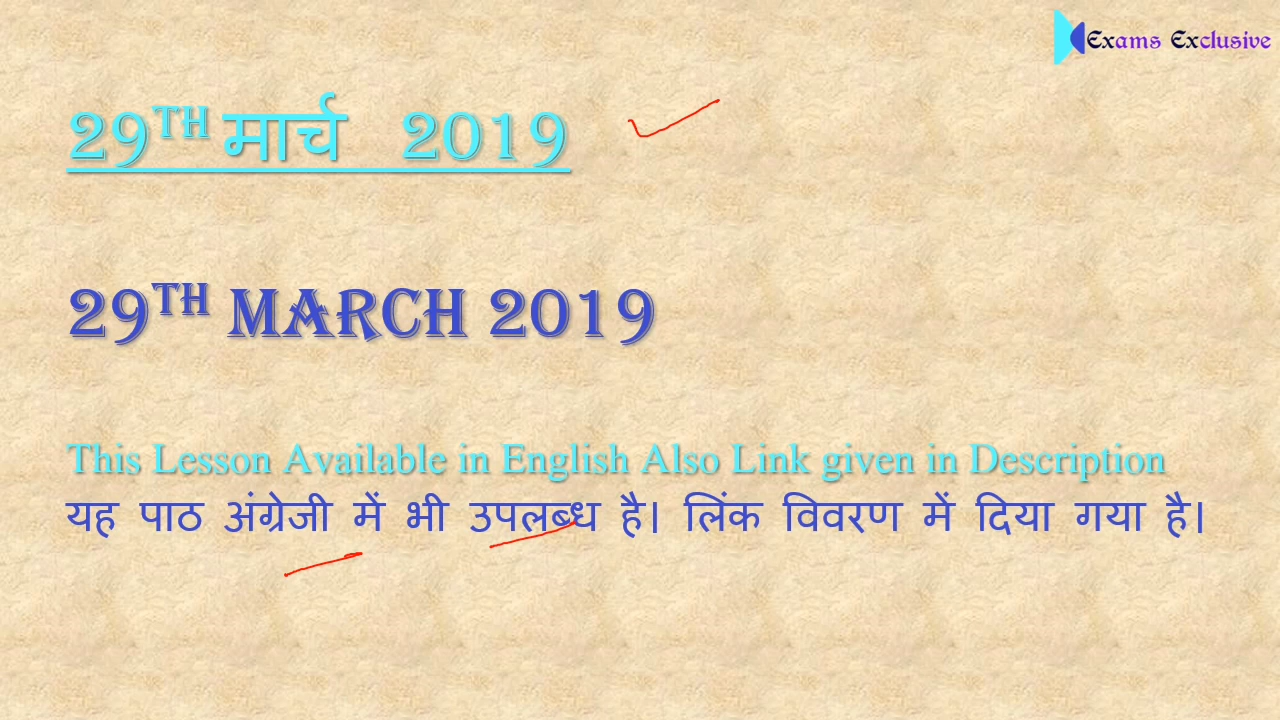 Exams Exclusive
29TH मार्च 2019
29TH MARCH 2019
This Lesson Available in English Also Link given in Description
यह पाठ अंग्रेजी में भी उपलब्ध है। लिंक विवरण में दिया गया है।